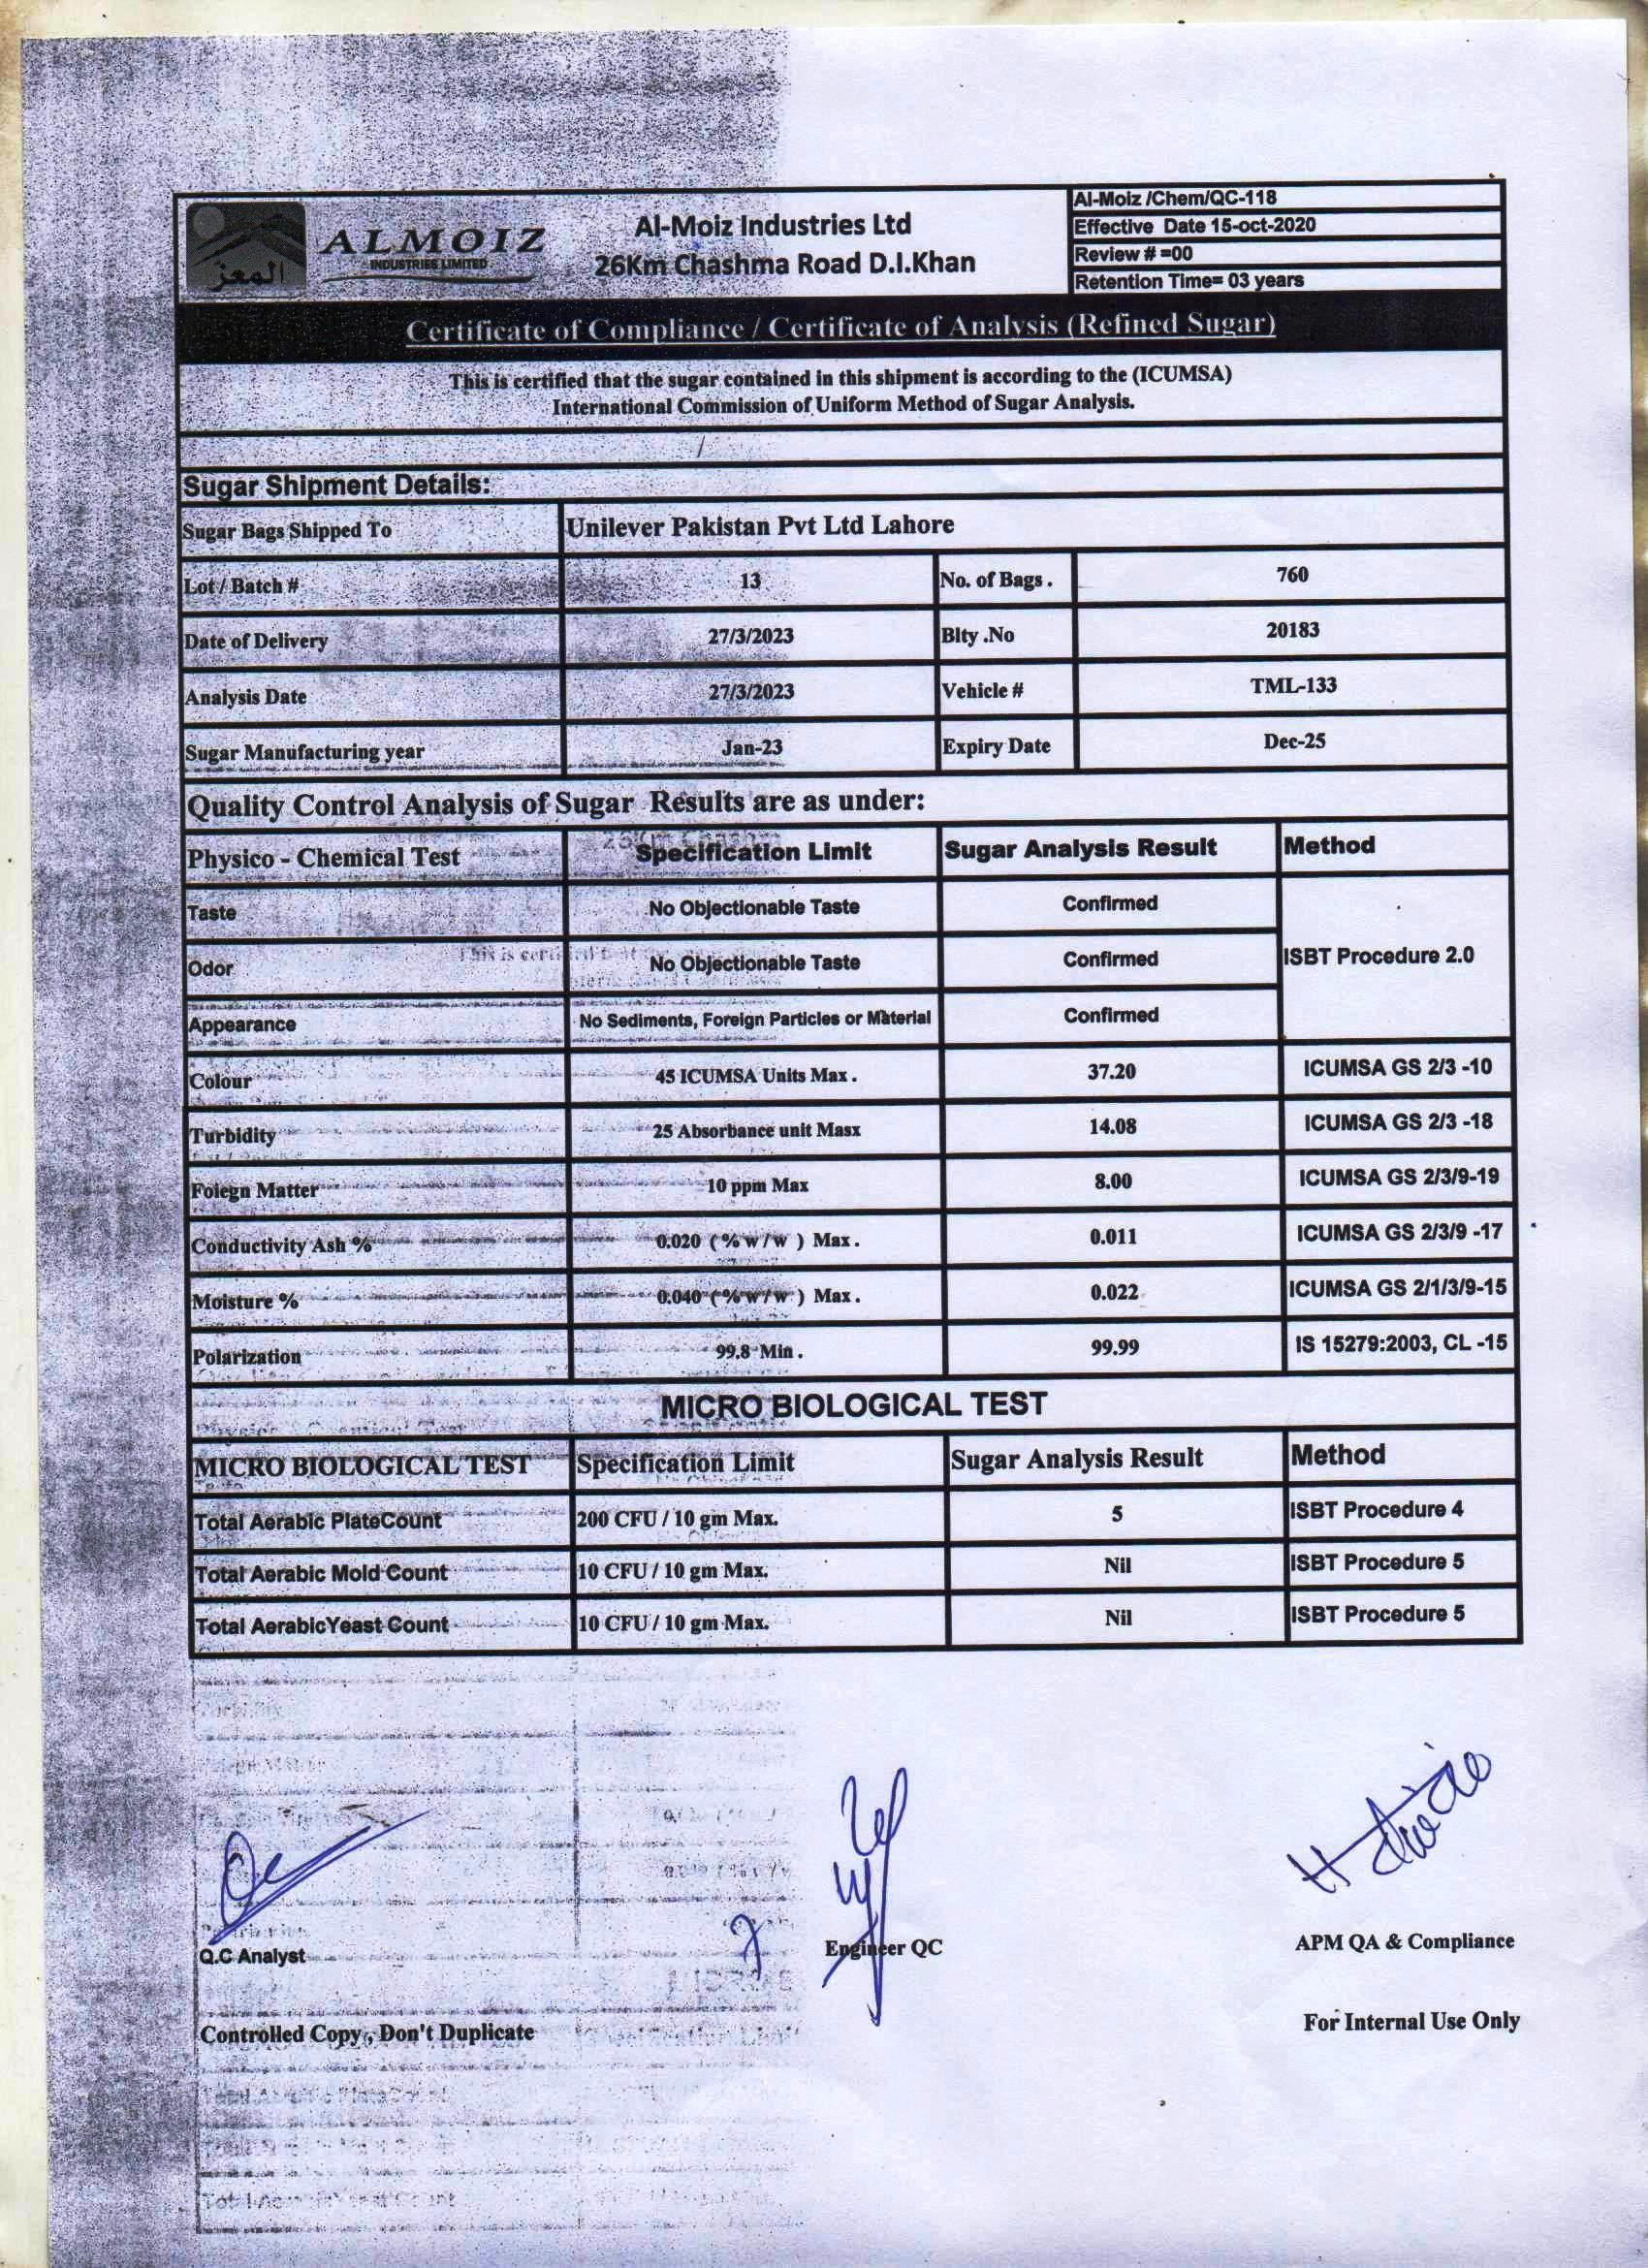 ALMOIZ
INDUSTRIES LIMITED
المعز
Al-Moiz Industries Ltd
26Km Chashma Road D.I.Khan
Al-Moiz /Chem/QC-118
Effective Date 15-oct-2020
Review # =00
Retention Time= 03 years
Certificate of Compliance / Certificate of Analysis (Refined Sugar)
This is certified that the sugar contained in this shipment is according to the (ICUMSA)
International Commission of Uniform Method of Sugar Analysis.
/
Sugar Shipment Details:
Sugar Bags Shipped To Unilever Pakistan Pvt Ltd Lahore
Lot / Batch # 13 No. of Bags . 760
Date of Delivery 27/3/2023 Blty .No 20183
Analysis Date 27/3/2023 Vehicle # TML-133
Sugar Manufacturing year Jan-23 Expiry Date Dec-25
Quality Control Analysis of Sugar Results are as under:
Physico - Chemical Test Specification Limit Sugar Analysis Result Method
Taste No Objectionable Taste Confirmed
Odor No Objectionable Taste Confirmed ISBT Procedure 2.0
Appearance No Sediments, Foreign Particles or Material Confirmed
Colour 45 ICUMSA Units Max . 37.20 ICUMSA GS 2/3 -10
Turbidity 25 Absorbance unit Masx 14.08 ICUMSA GS 2/3 -18
Foiegn Matter 10 ppm Max 8.00 ICUMSA GS 2/3/9-19
Conductivity Ash % 0.020 ( % w / w ) Max . 0.011 ICUMSA GS 2/3/9 -17
Moisture % 0.040 ( % w / w ) Max . 0.022 ICUMSA GS 2/1/3/9-15
Polarization 99.8 Min . 99.99 IS 15279:2003, CL -15
MICRO BIOLOGICAL TEST
MICRO BIOLOGICAL TEST Specification Limit Sugar Analysis Result Method
Total Aerabic PlateCount 200 CFU / 10 gm Max. 5 ISBT Procedure 4
Total Aerabic Mold Count 10 CFU / 10 gm Max. Nil ISBT Procedure 5
Total AerabicYeast Count 10 CFU / 10 gm Max. Nil ISBT Procedure 5
Q.C Analyst Engineer QC APM QA & Compliance
Controlled Copy , Don't Duplicate For Internal Use Only